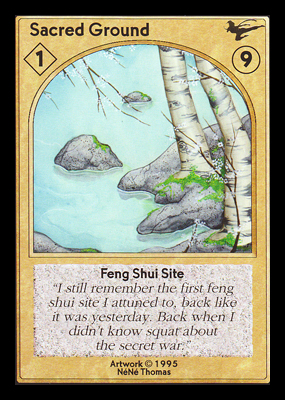 Sacred Ground
1
9
Feng Shui Site
"I still remember the first feng
shui site I attuned to, back like
it was yesterday. Back when I
didn't know squat about
the secret war."
Artwork © 1995
NéNé Thomas